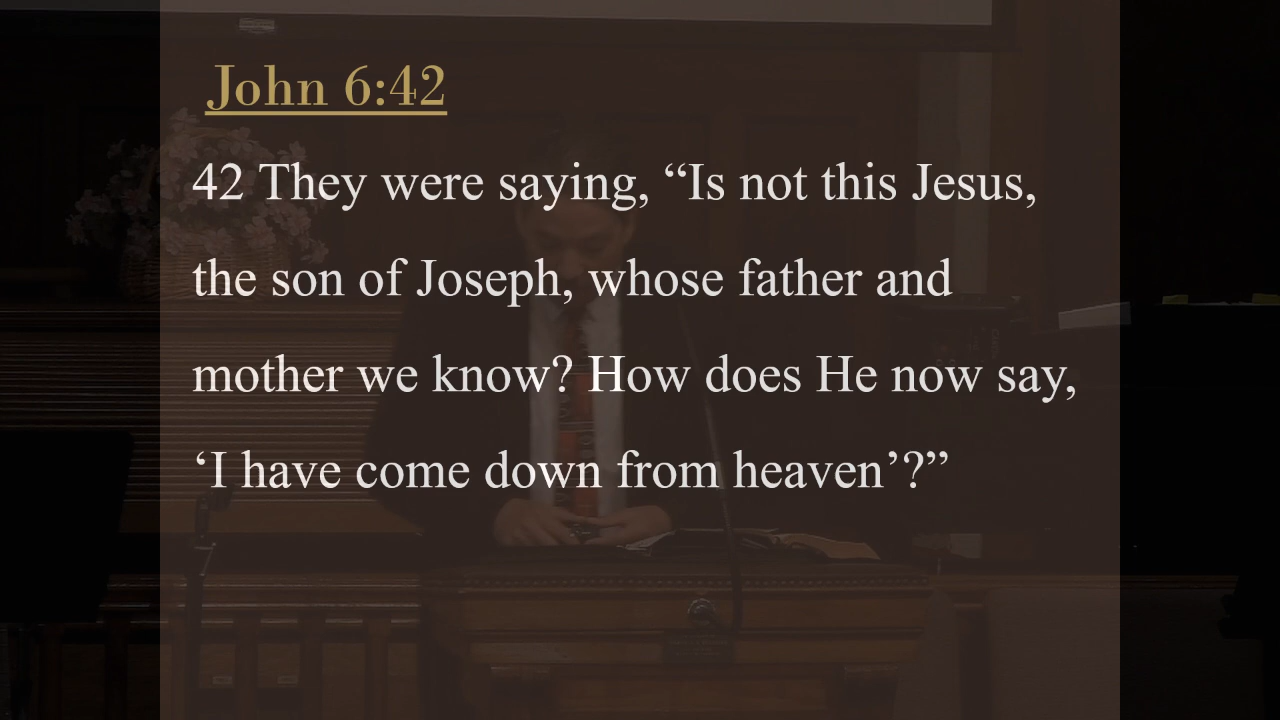 John 6:42
42 They were saying, “Is not this Jesus,
the son of Joseph, whose father and
mother we know? How does He now say,
‘I have come down from heaven’?”